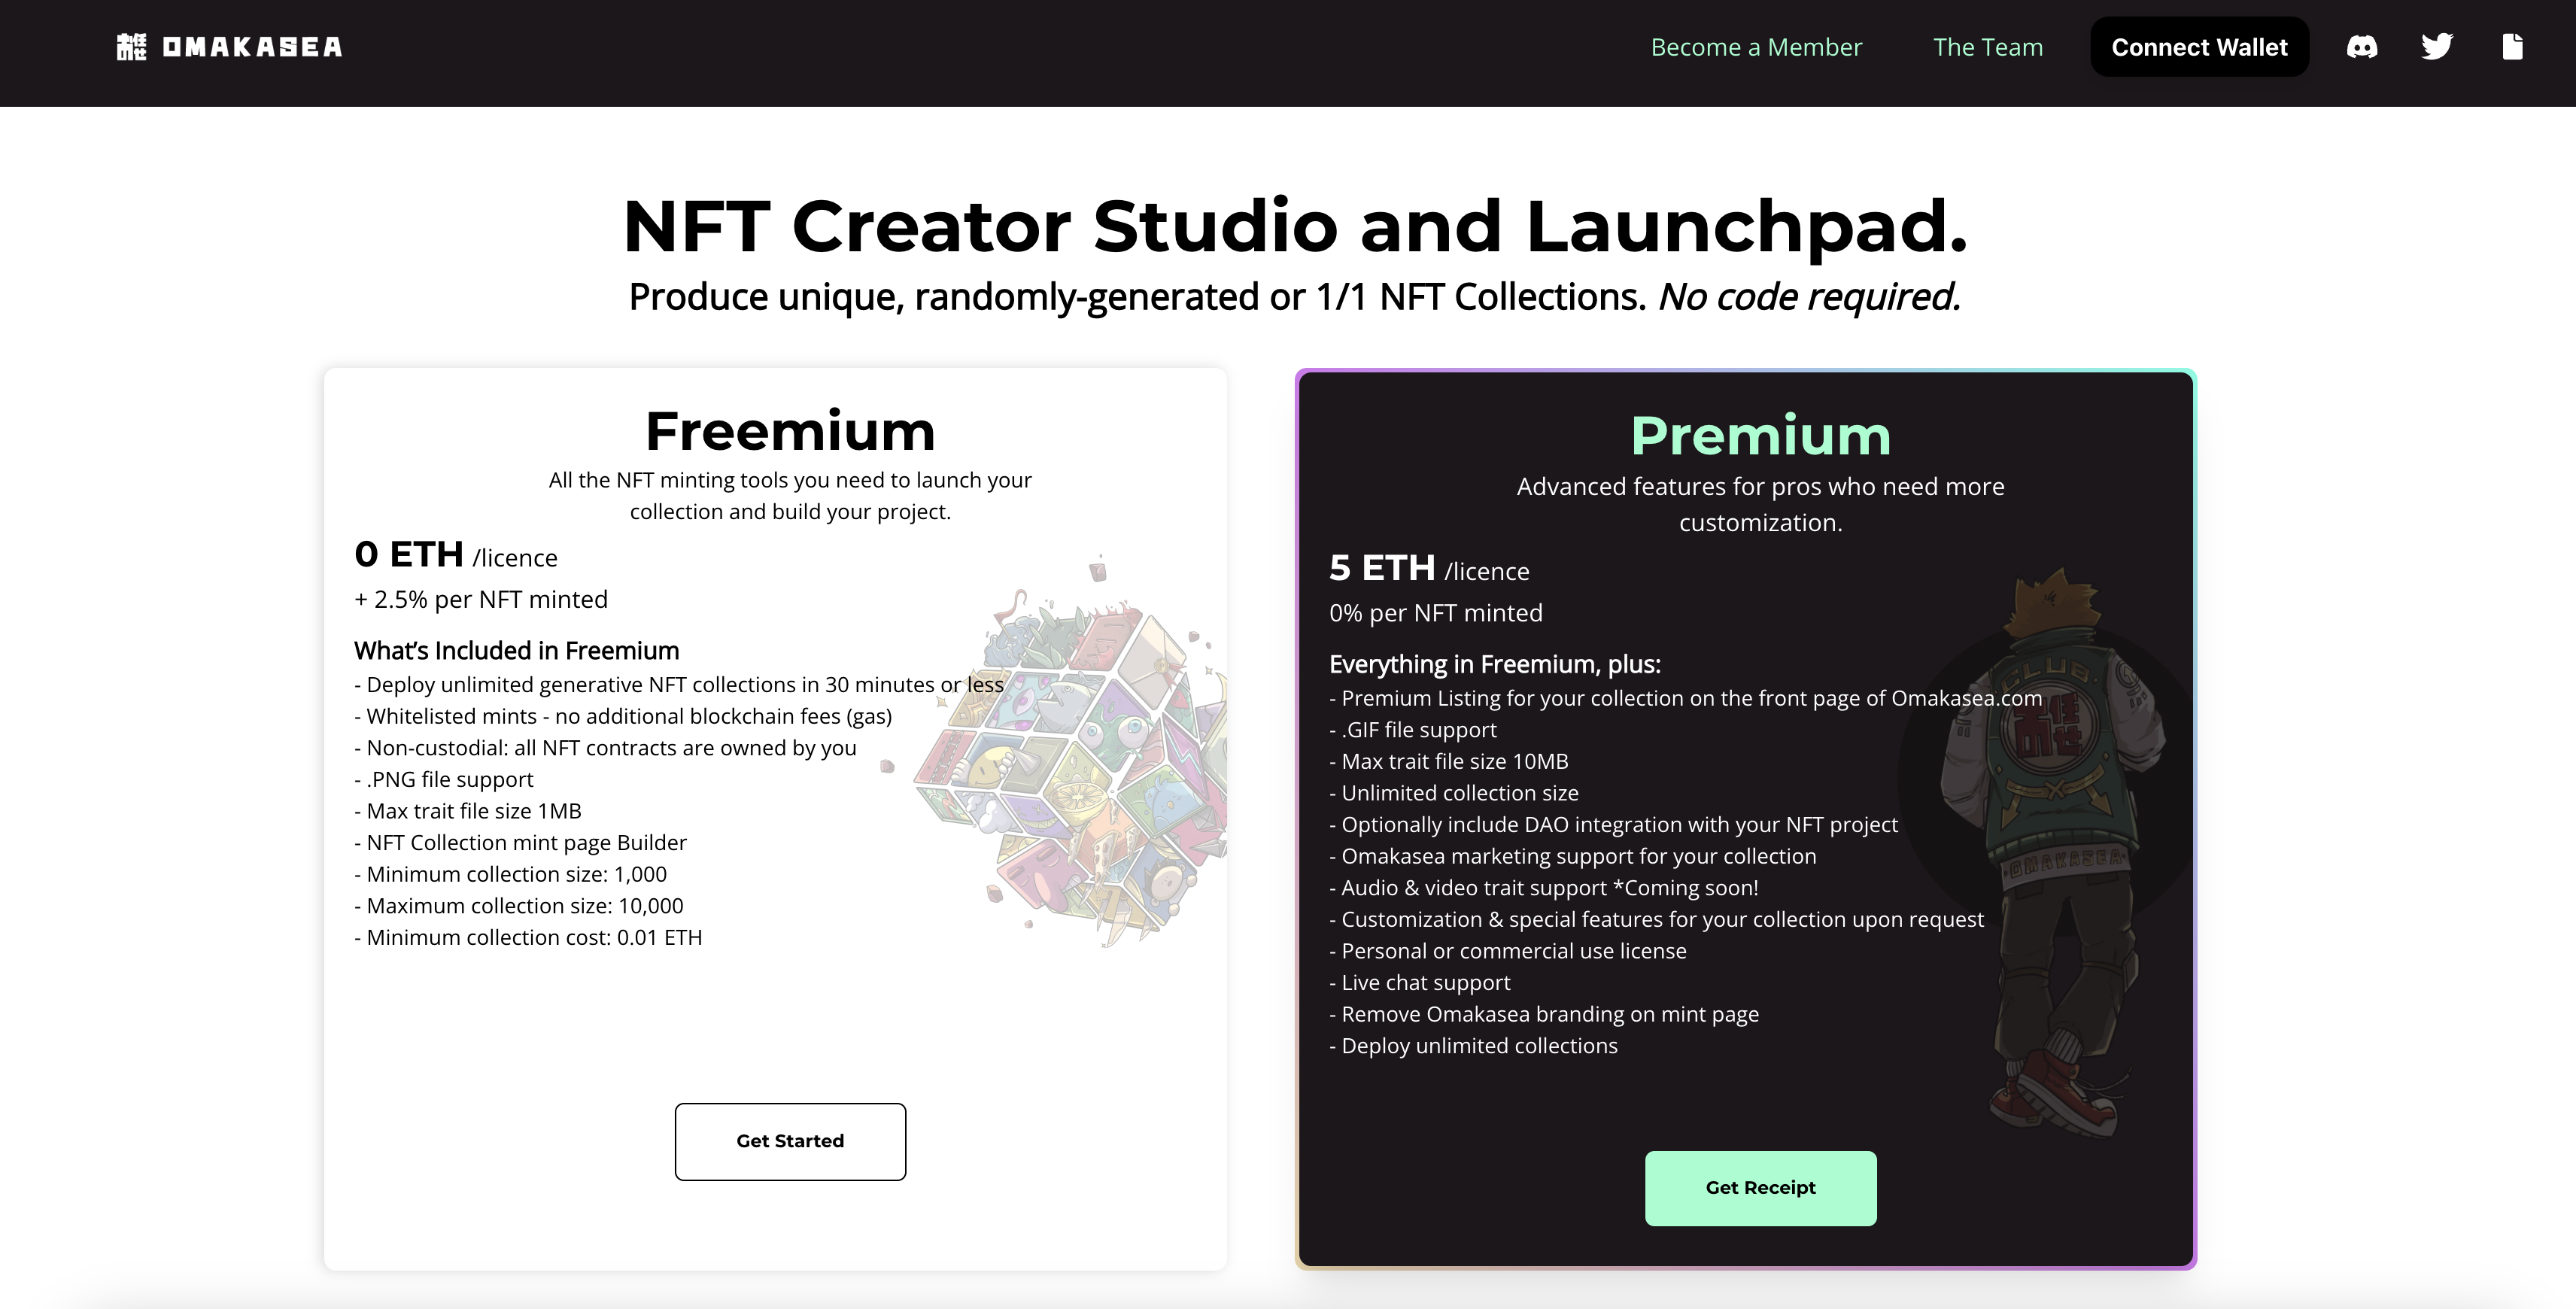 OMAKASEA
Become a Member
The Team
Connect Wallet
NFT Creator Studio and Launchpad.
Produce unique, randomly-generated or 1/1 NFT Collections. No code required.
Freemium
All the NFT minting tools you need to launch your
collection and build your project.
0 ETH /licence
+ 2.5% per NFT minted
What's Included in Freemium
- Deploy unlimited generative NFT collections in 30 minutes or less
- Whitelisted mints - no additional blockchain fees (gas)
- Non-custodial: all NFT contracts are owned by you
- .PNG file support
- Max trait file size 1MB
- NFT Collection mint page Builder
- Minimum collection size: 1,000
- Maximum collection size: 10,000
- Minimum collection cost: 0.01 ETH
Get Started
Premium
Advanced features for pros who need more
customization.
5 ETH /licence
0% per NFT minted
Everything in Freemium, plus:
- Premium Listing for your collection on the front page of Omakasea.com
- .GIF file support
- Max trait file size 10MB
- Unlimited collection size
- Optionally include DAO integration with your NFT project
- Omakasea marketing support for your collection
- Audio & video trait support *Coming soon!
- Customization & special features for your collection upon request
- Personal or commercial use license
- Live chat support
- Remove Omakasea branding on mint page
- Deploy unlimited collections
CLUB
OMAKASEA
Get Receipt